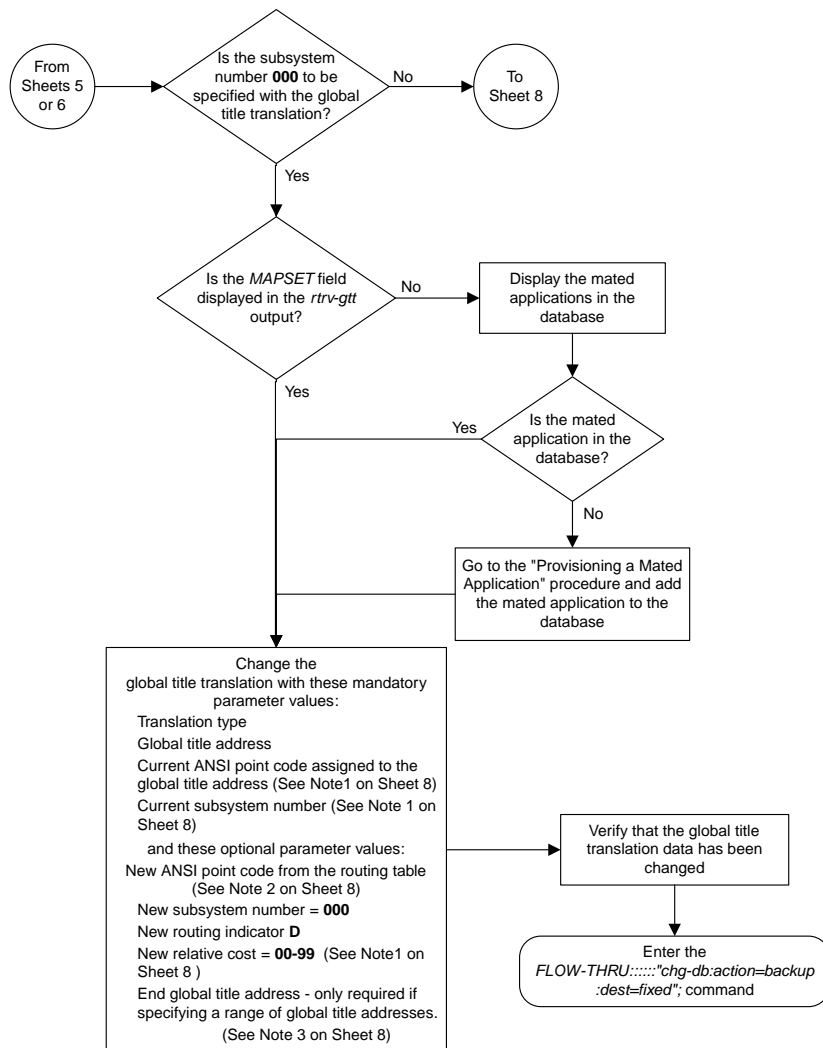 From
Sheets 5
or 6
Is the subsystem
number 000 to be
specified with the global
title translation?
No
To
Sheet 8
Yes
Is the MAPSET field
displayed in the rtrv-gtt
output?
No
Display the mated
applications in the
database
Yes
Is the mated
application in the
database?
Yes
No
Go to the "Provisioning a Mated
Application" procedure and add
the mated application to the
database
Change the
global title translation with these mandatory
parameter values:
Translation type
Global title address
Current ANSI point code assigned to the
global title address (See Note1 on Sheet 8)
Current subsystem number (See Note 1 on
Sheet 8)
and these optional parameter values:
New ANSI point code from the routing table
(See Note 2 on Sheet 8)
New subsystem number = 000
New routing indicator D
New relative cost = 00-99 (See Note1 on
Sheet 8 )
End global title address - only required if
specifying a range of global title addresses.
(See Note 3 on Sheet 8)
Verify that the global title
translation data has been
changed
Enter the
FLOW-THRU::::::"chg-db:action=backup
:dest=fixed"; command